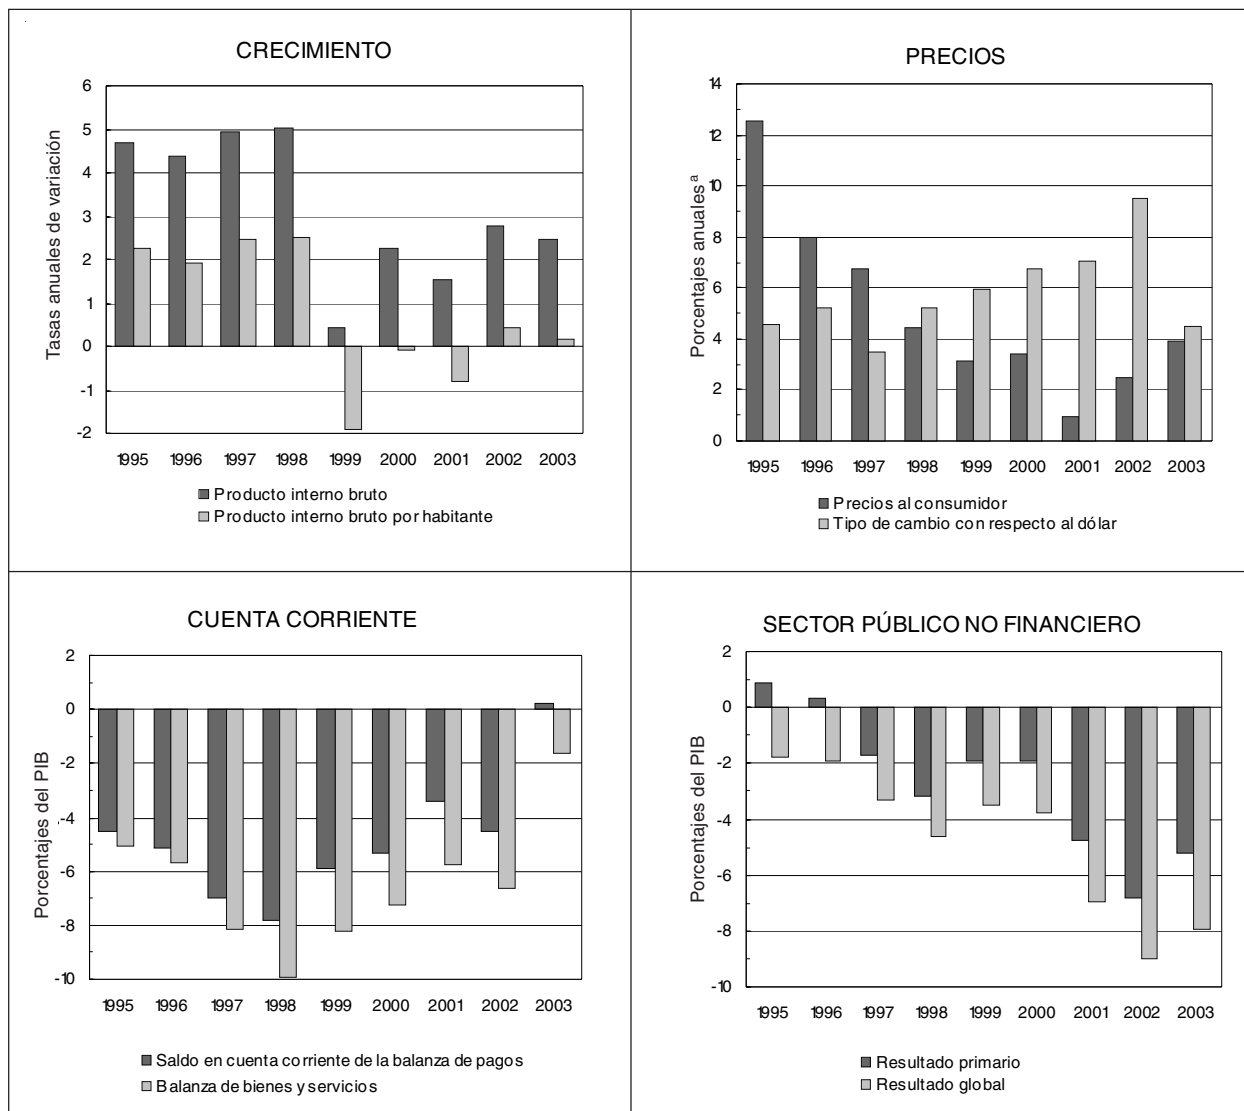 CRECIMIENTO
Tasas anuales de variación
6
5
4
3
2
1
0
-1
-2
1995 1996 1997 1998 1999 2000 2001 2002 2003
Producto interno bruto
Producto interno bruto por habitante
PRECIOS
Porcentajes anualesª
14
12
10
8
6
4
2
0
1995 1996 1997 1998 1999 2000 2001 2002 2003
Precios al consumidor
Tipo de cambio con respecto al dólar
CUENTA CORRIENTE
Porcentajes del PIB
2
0
-2
-4
-6
-8
-10
1995 1996 1997 1998 1999 2000 2001 2002 2003
Saldo en cuenta corriente de la balanza de pagos
Balanza de bienes y servicios
SECTOR PÚBLICO NO FINANCIERO
Porcentajes del PIB
2
0
-2
-4
-6
-8
-10
1995 1996 1997 1998 1999 2000 2001 2002 2003
Resultado primario
Resultado global